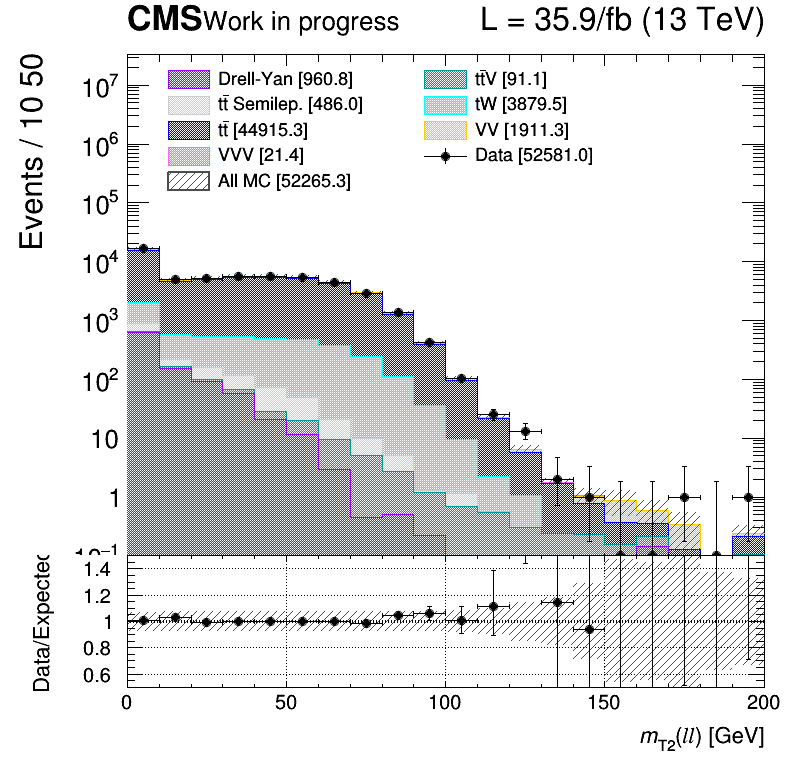 CMS Work in progress L = 35.9/fb (13 TeV)
Events / 10 50
Drell-Yan [960.8] tt̄V [91.1]
tt̄ Semilep. [486.0] tW [3879.5]
tt̄ [44915.3] VV [1911.3]
VVV [21.4] Data [52581.0]
All MC [52265.3]
10⁷
10⁶
10⁵
10⁴
10³
10²
10
1
10⁻¹
Data/Expected
1.4
1.2
1
0.8
0.6
0 50 100 150 200
m_T2(ll) [GeV]